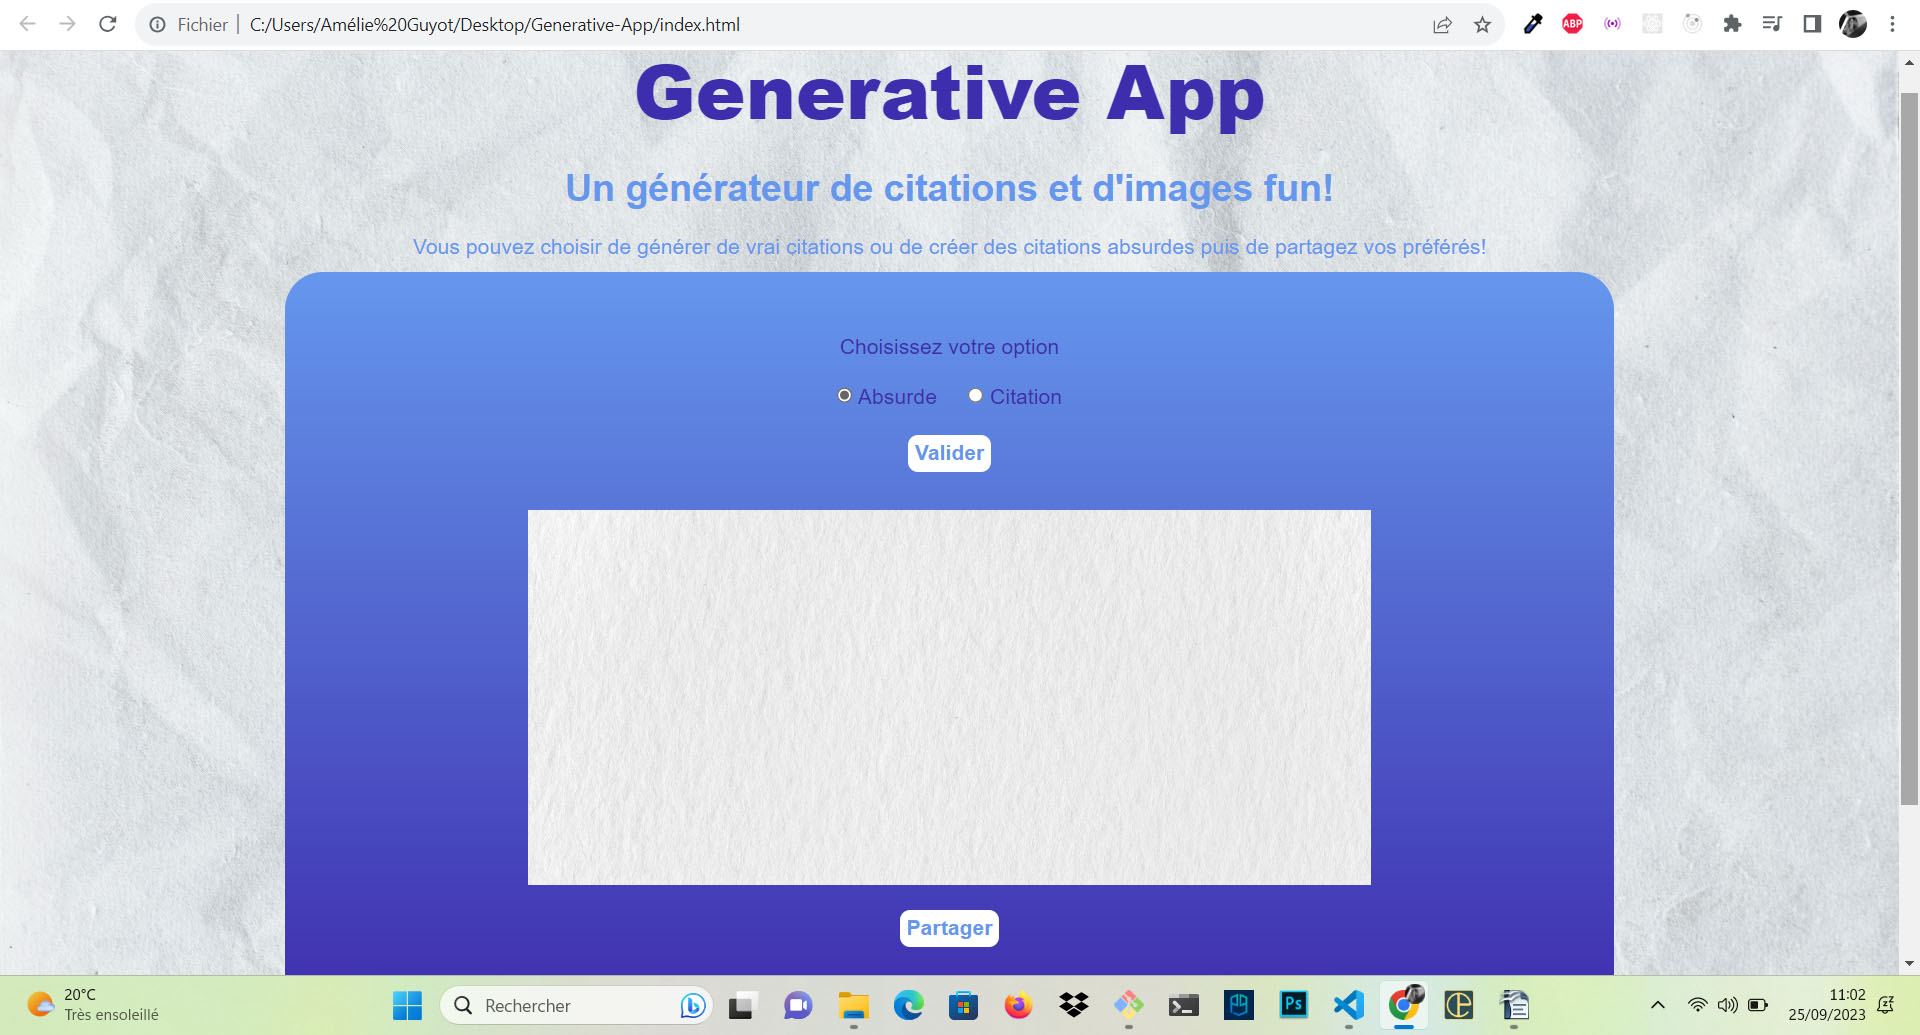 Fichier | C:/Users/Amélie%20Guyot/Desktop/Generative-App/index.html
ABP
Generative App
Un générateur de citations et d'images fun!
Vous pouvez choisir de générer de vrai citations ou de créer des citations absurdes puis de partagez vos préférés!
Choisissez votre option
Absurde Citation
Valider
Partager
20°C
Très ensoleillé
Rechercher
Ps
11:02
25/09/2023